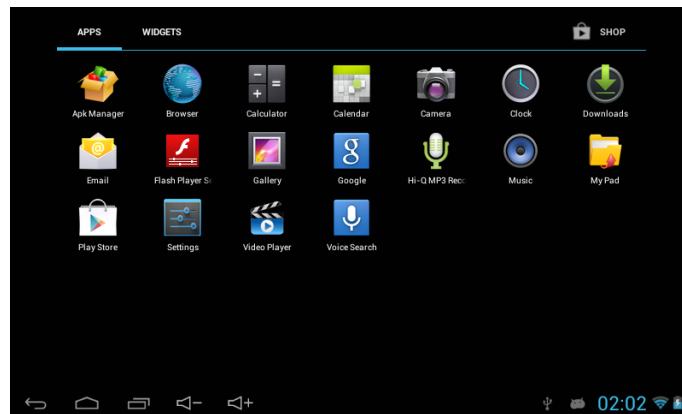 APPS WIDGETS SHOP
Apk Manager Browser Calculator Calendar Camera Clock Downloads
Email Flash Player Se Gallery Google Hi-Q MP3 Rec Music My Pad
Play Store Settings Video Player Voice Search
02:02